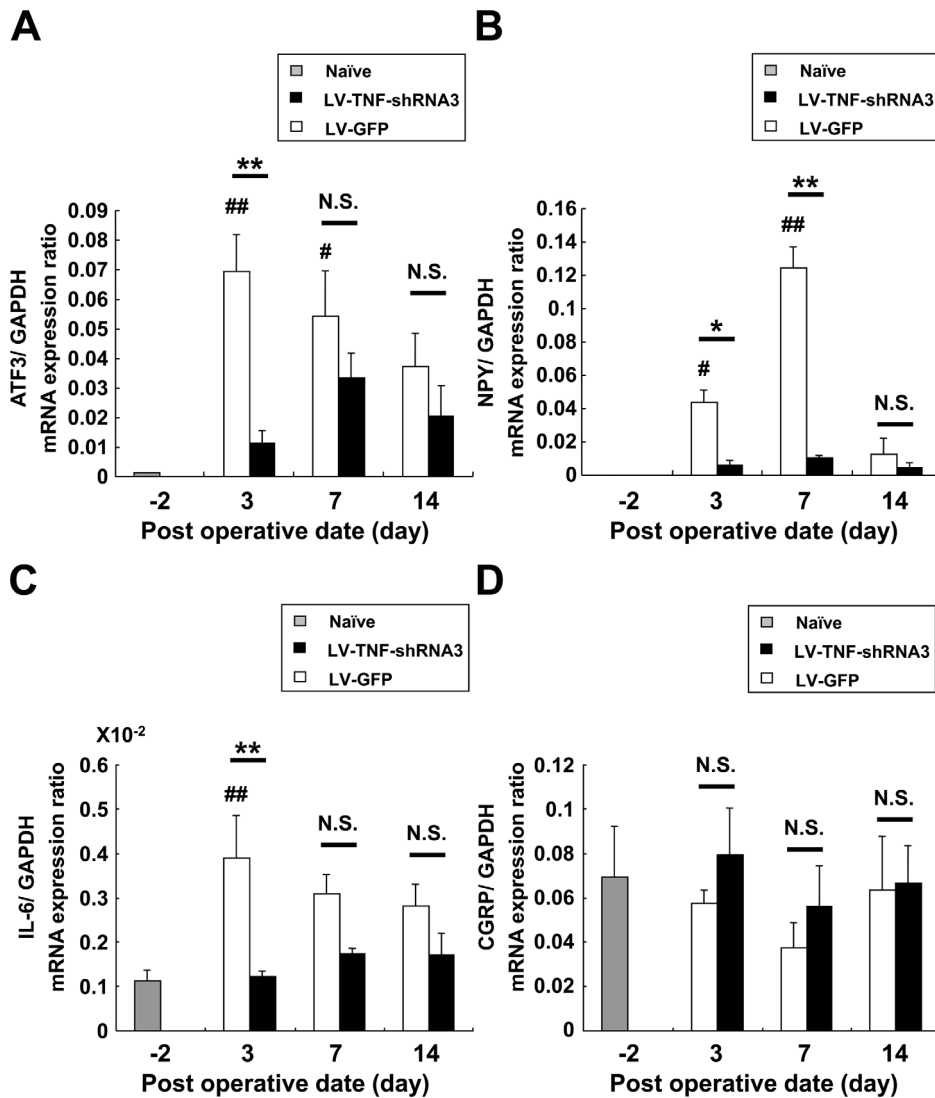 A
Naïve
LV-TNF-shRNA3
LV-GFP
**
##
N.S.
#
N.S.
ATF3/ GAPDH
mRNA expression ratio
0.09
0.08
0.07
0.06
0.05
0.04
0.03
0.02
0.01
0
-2 3 7 14
Post operative date (day)
B
Naïve
LV-TNF-shRNA3
LV-GFP
**
##
*
#
N.S.
NPY/ GAPDH
mRNA expression ratio
0.16
0.14
0.12
0.10
0.08
0.06
0.04
0.02
0
-2 3 7 14
Post operative date (day)
C
Naïve
LV-TNF-shRNA3
LV-GFP
X10-2
**
##
N.S.
N.S.
IL-6/ GAPDH
mRNA expression ratio
0.6
0.5
0.4
0.3
0.2
0.1
0
-2 3 7 14
Post operative date (day)
D
Naïve
LV-TNF-shRNA3
LV-GFP
N.S.
N.S.
N.S.
CGRP/ GAPDH
mRNA expression ratio
0.12
0.10
0.08
0.06
0.04
0.02
0
-2 3 7 14
Post operative date (day)